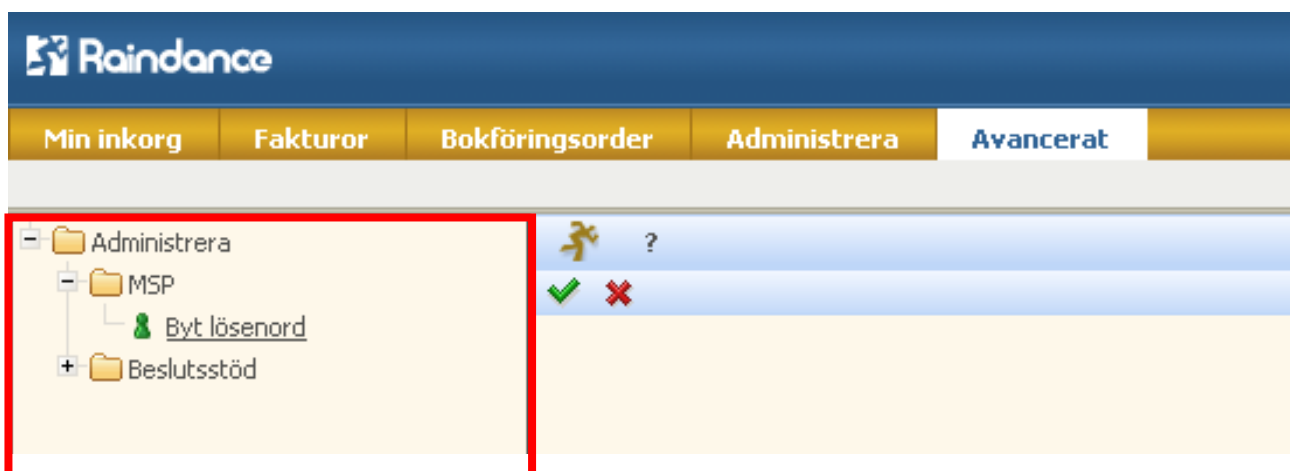 Raindance
Min inkorg Fakturor Bokföringsorder Administrera Avancerat
Administrera ?
MSP
Byt lösenord
Beslutsstöd